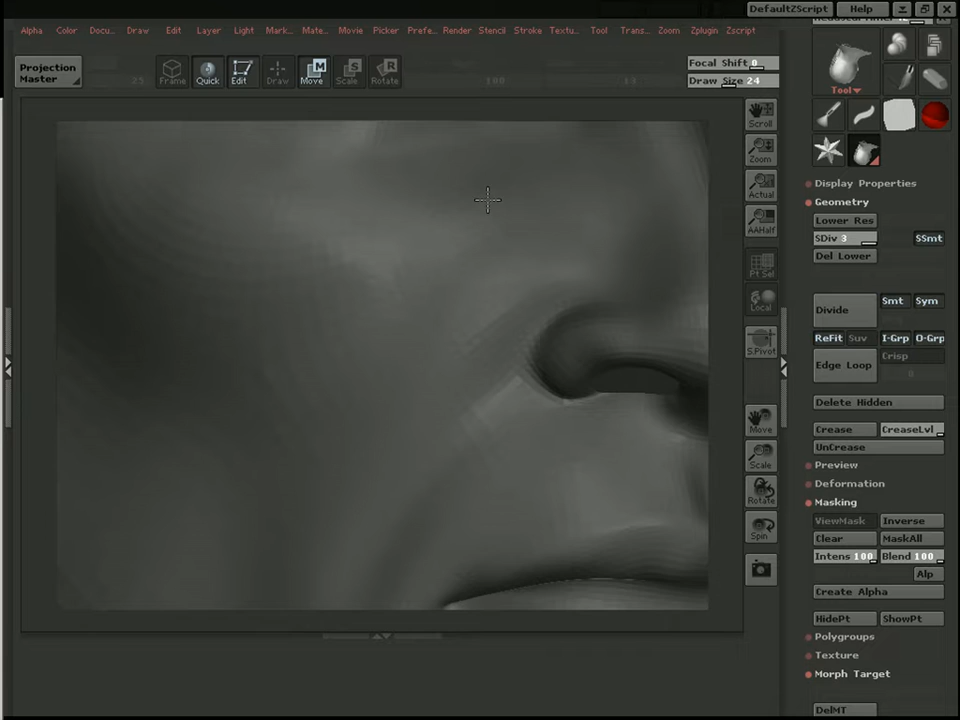 DefaultZScript Help
Alpha Color Docu.. Draw Edit Layer Light Mark.. Mate.. Movie Picker Prefe.. Render Stencil Stroke Textu.. Tool Trans.. Zoom Zplugin Zscript
Projection Master
Frame Quick Edit Draw Move Scale Rotate
Focal Shift 0
Draw Size 24
Tool
Scroll
Zoom
Actual
AAHalf
Pt Sel
Local
S.Pivot
Move
Scale
Rotate
Spin
Display Properties
Geometry
Lower Res
SDiv 3 SSmt
Del Lower
Divide Smt Sym
ReFit Suv I-Grp O-Grp
Edge Loop Crisp
0
Delete Hidden
Crease CreaseLvl
UnCrease
Preview
Deformation
Masking
ViewMask Inverse
Clear MaskAll
Intens 100 Blend 100
Alp
Create Alpha
HidePt ShowPt
Polygroups
Texture
Morph Target
DelMT